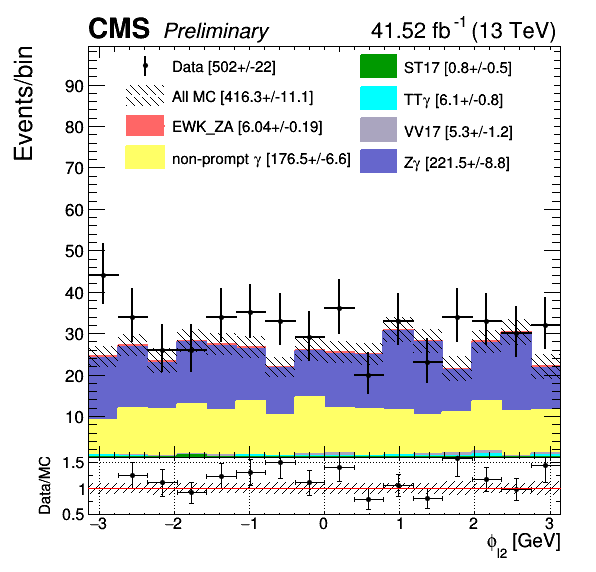 CMS Preliminary 41.52 fb⁻¹ (13 TeV)
Events/bin
Data [502+/-22]
All MC [416.3+/-11.1]
EWK_ZA [6.04+/-0.19]
non-prompt γ [176.5+/-6.6]
ST17 [0.8+/-0.5]
TTγ [6.1+/-0.8]
VV17 [5.3+/-1.2]
Zγ [221.5+/-8.8]
90
80
70
60
50
40
30
20
10
Data/MC
1.5
1
0.5
−3 −2 −1 0 1 2 3
ϕl2 [GeV]